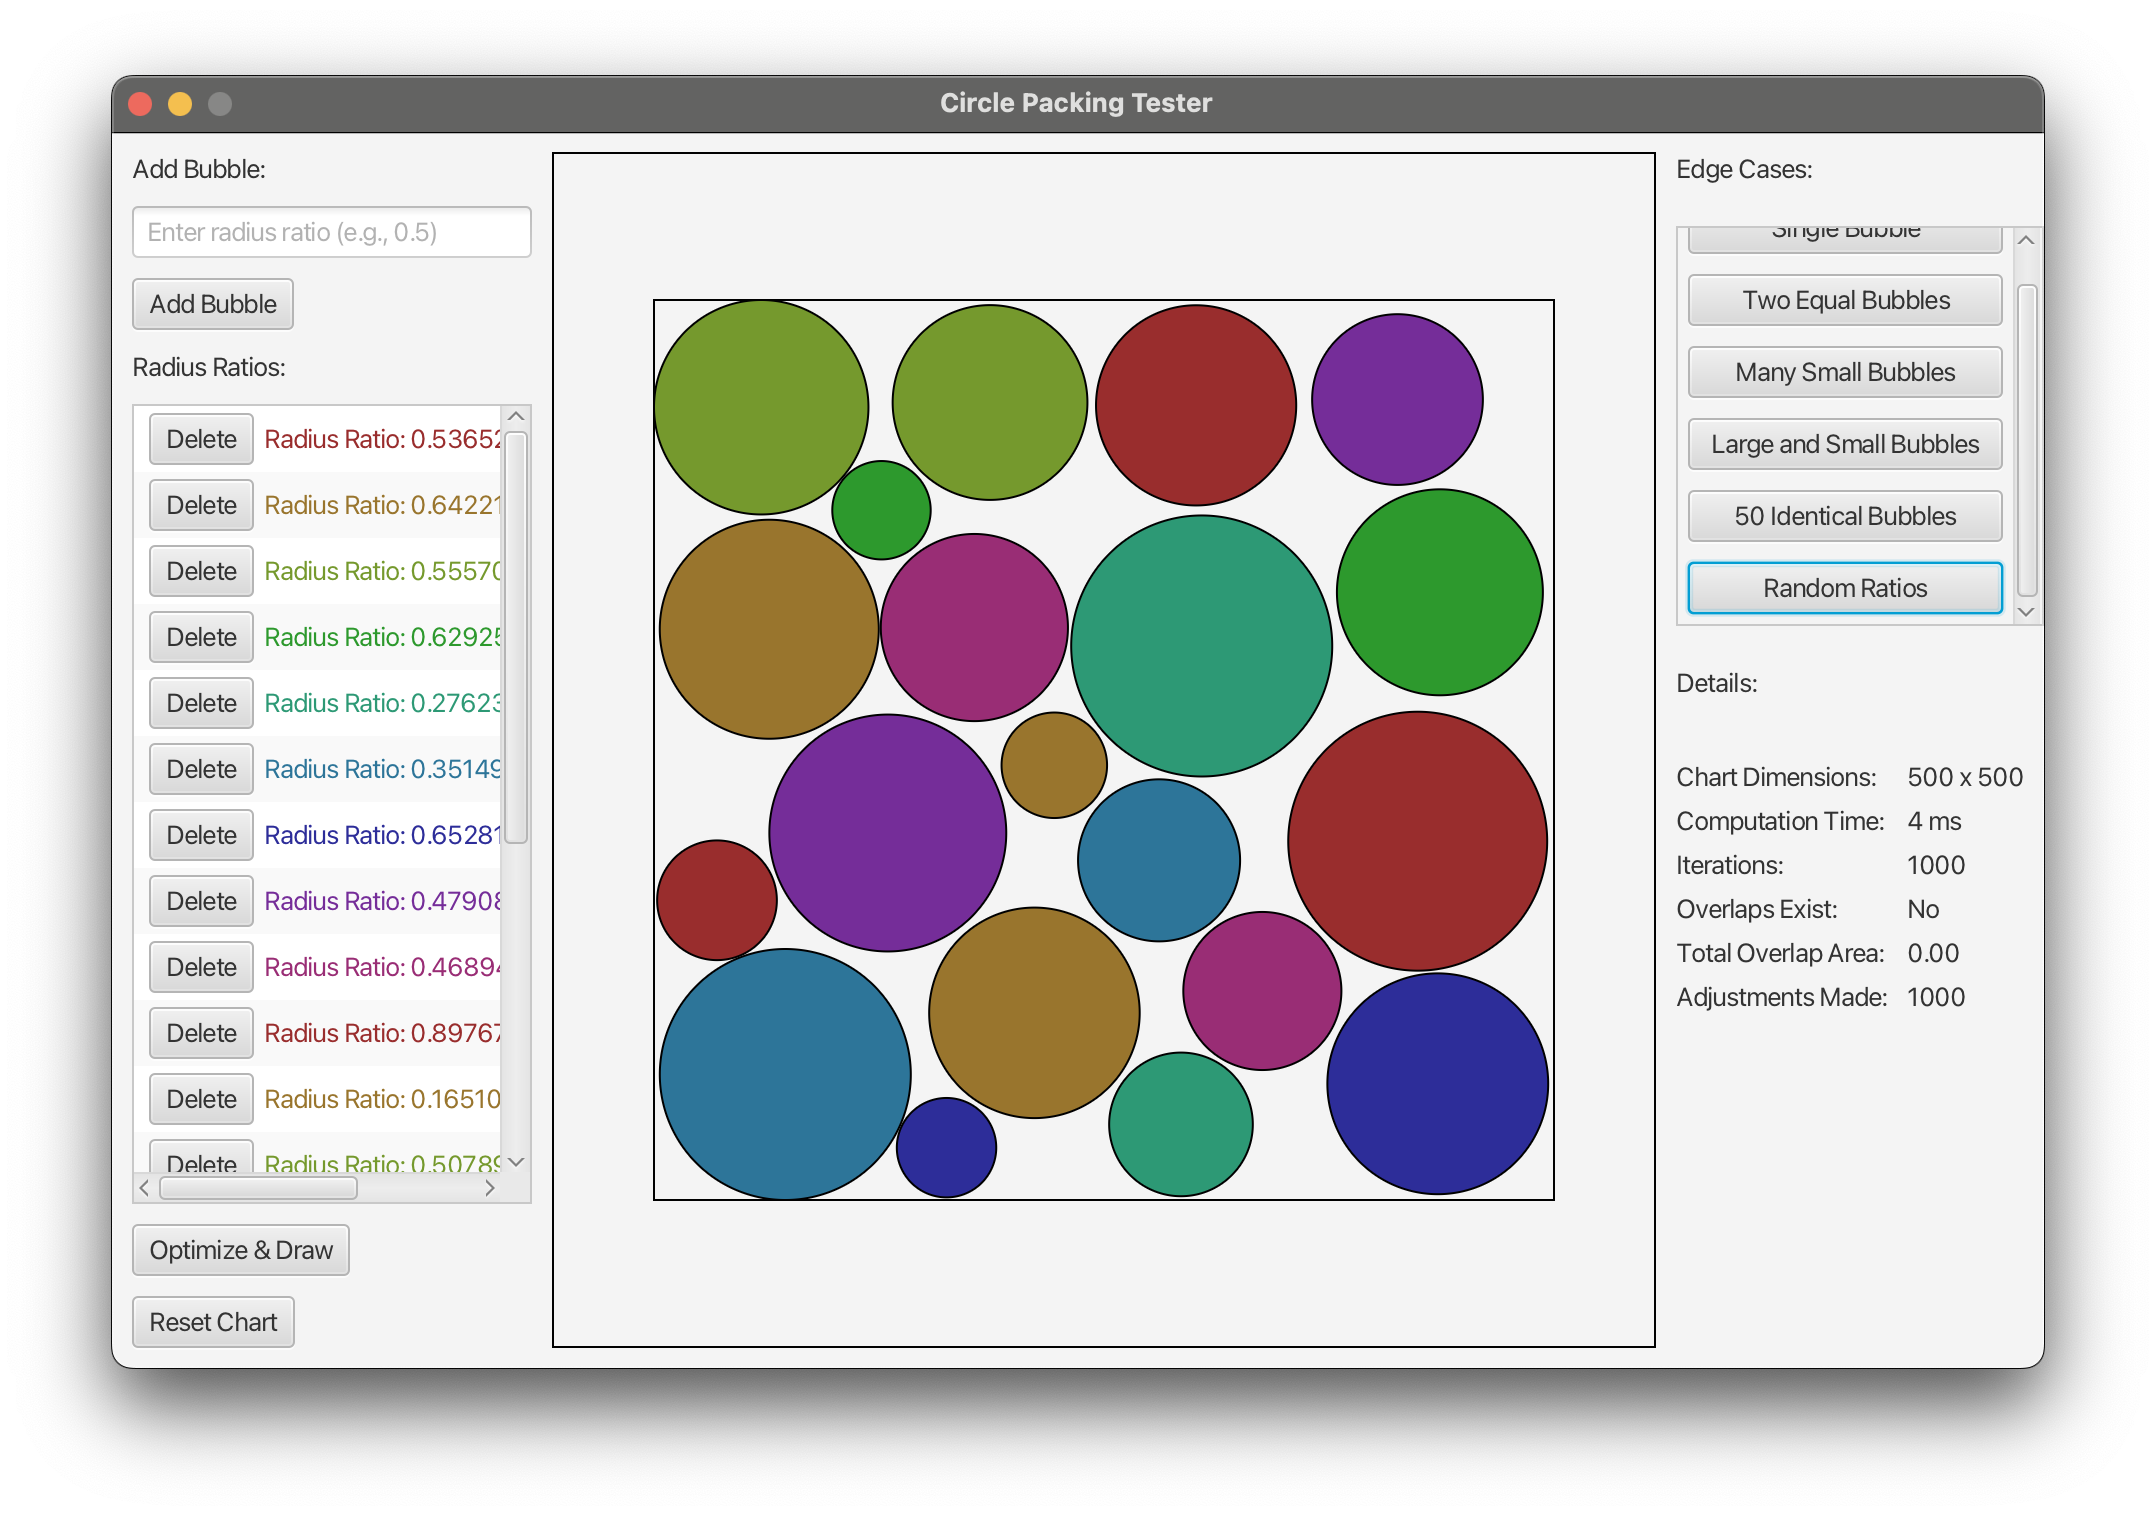 Circle Packing Tester
Add Bubble:
Enter radius ratio (e.g., 0.5)
Add Bubble
Radius Ratios:
Delete Radius Ratio: 0.53652
Delete Radius Ratio: 0.64221
Delete Radius Ratio: 0.55570
Delete Radius Ratio: 0.62925
Delete Radius Ratio: 0.27623
Delete Radius Ratio: 0.35149
Delete Radius Ratio: 0.65281
Delete Radius Ratio: 0.47908
Delete Radius Ratio: 0.46894
Delete Radius Ratio: 0.89767
Delete Radius Ratio: 0.16510
Delete Radius Ratio: 0.50789
Optimize & Draw
Reset Chart
Edge Cases:
Single Bubble
Two Equal Bubbles
Many Small Bubbles
Large and Small Bubbles
50 Identical Bubbles
Random Ratios
Details:
Chart Dimensions: 500 x 500
Computation Time: 4 ms
Iterations: 1000
Overlaps Exist: No
Total Overlap Area: 0.00
Adjustments Made: 1000